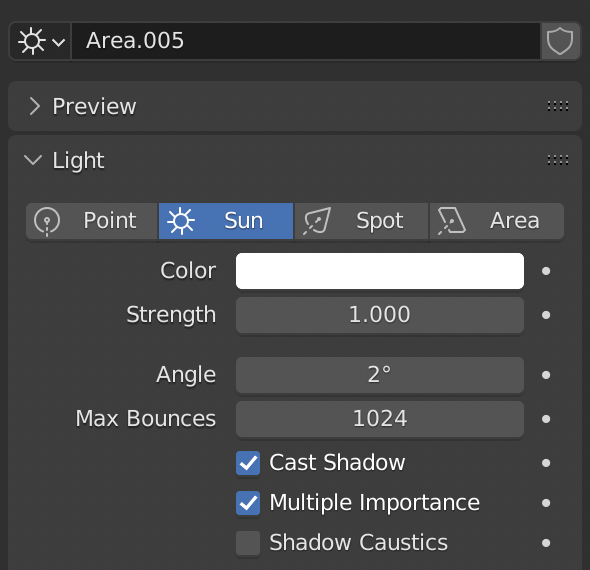 Area.005
Preview
Light
Point Sun Spot Area
Color
Strength 1.000
Angle 2°
Max Bounces 1024
Cast Shadow
Multiple Importance
Shadow Caustics